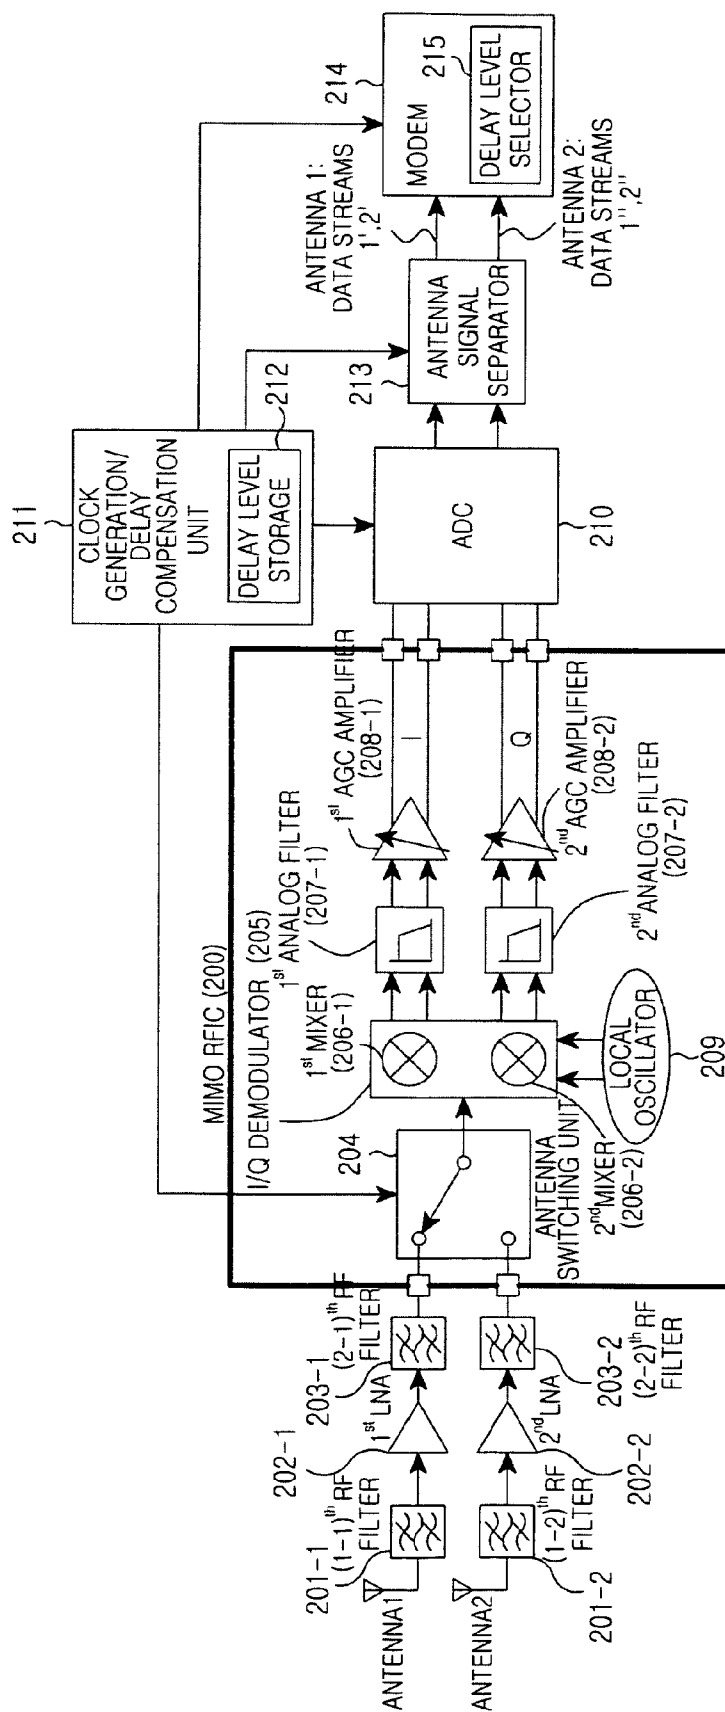 211
CLOCK
GENERATION/
DELAY
COMPENSATION
UNIT
DELAY LEVEL
STORAGE
212
214
MODEM
215
DELAY LEVEL
SELECTOR
ANTENNA 1:
DATA STREAMS
1',2'
ANTENNA 2:
DATA STREAMS
1",2"
213
ANTENNA
SIGNAL
SEPARATOR
ADC
210
MIMO RFIC (200)
I/Q DEMODULATOR (205)
1st MIXER
(206-1)
1st ANALOG FILTER
(207-1)
1st AGC AMPLIFIER
(208-1)
I
Q
2nd AGC AMPLIFIER
(208-2)
2nd ANALOG FILTER
(207-2)
LOCAL
OSCILLATOR
209
2nd MIXER
(206-2)
204
ANTENNA
SWITCHING UNIT
203-1
(2-1)th RF
FILTER
203-2
(2-2)th RF
FILTER
202-1
1st LNA
2nd LNA
202-2
201-1
(1-1)th RF
FILTER
(1-2)th RF
FILTER
201-2
ANTENNA1
ANTENNA2